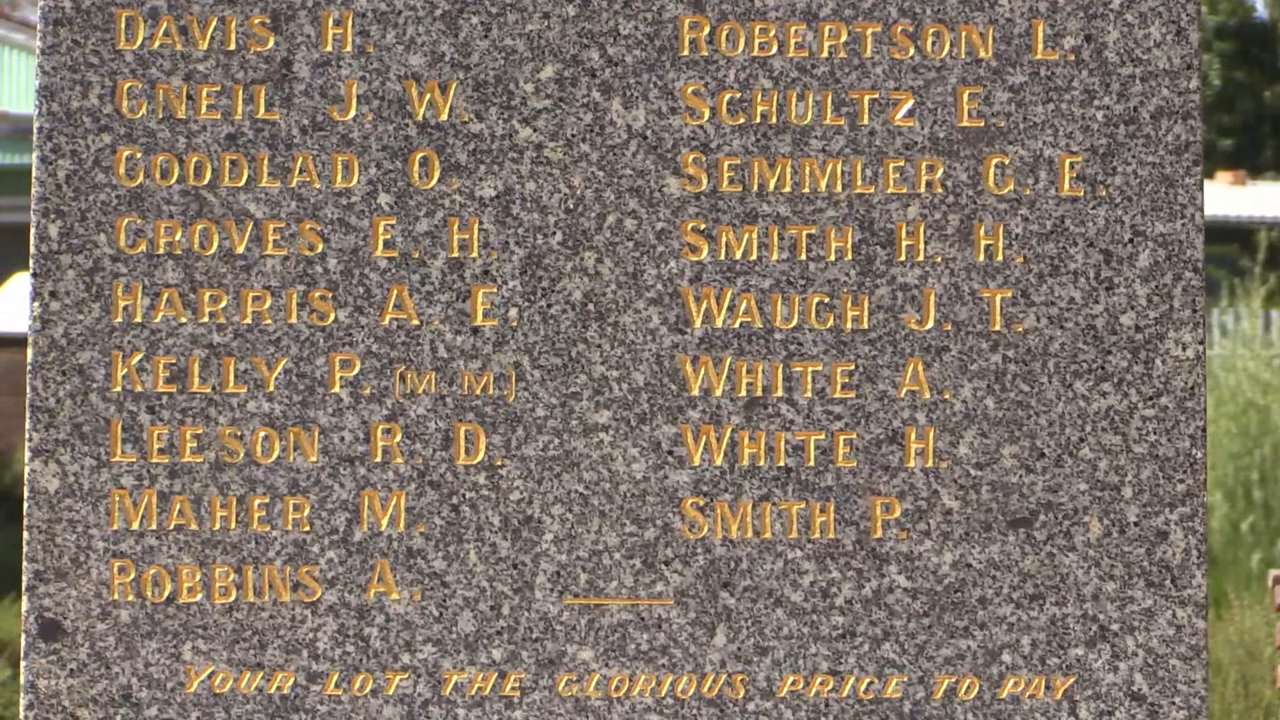 DAVIS H.
GNEIL J. W.
GOODLAD O.
GROVES E. H.
HARRIS A. E.
KELLY P. (M. M.)
LEESON R. D.
MAHER M.
ROBBINS A.
ROBERTSON L.
SCHULTZ E.
SEMMLER G. E.
SMITH H. H.
WAUGH J. T.
WHITE A.
WHITE H.
SMITH P.
YOUR LOT THE GLORIOUS PRICE TO PAY.